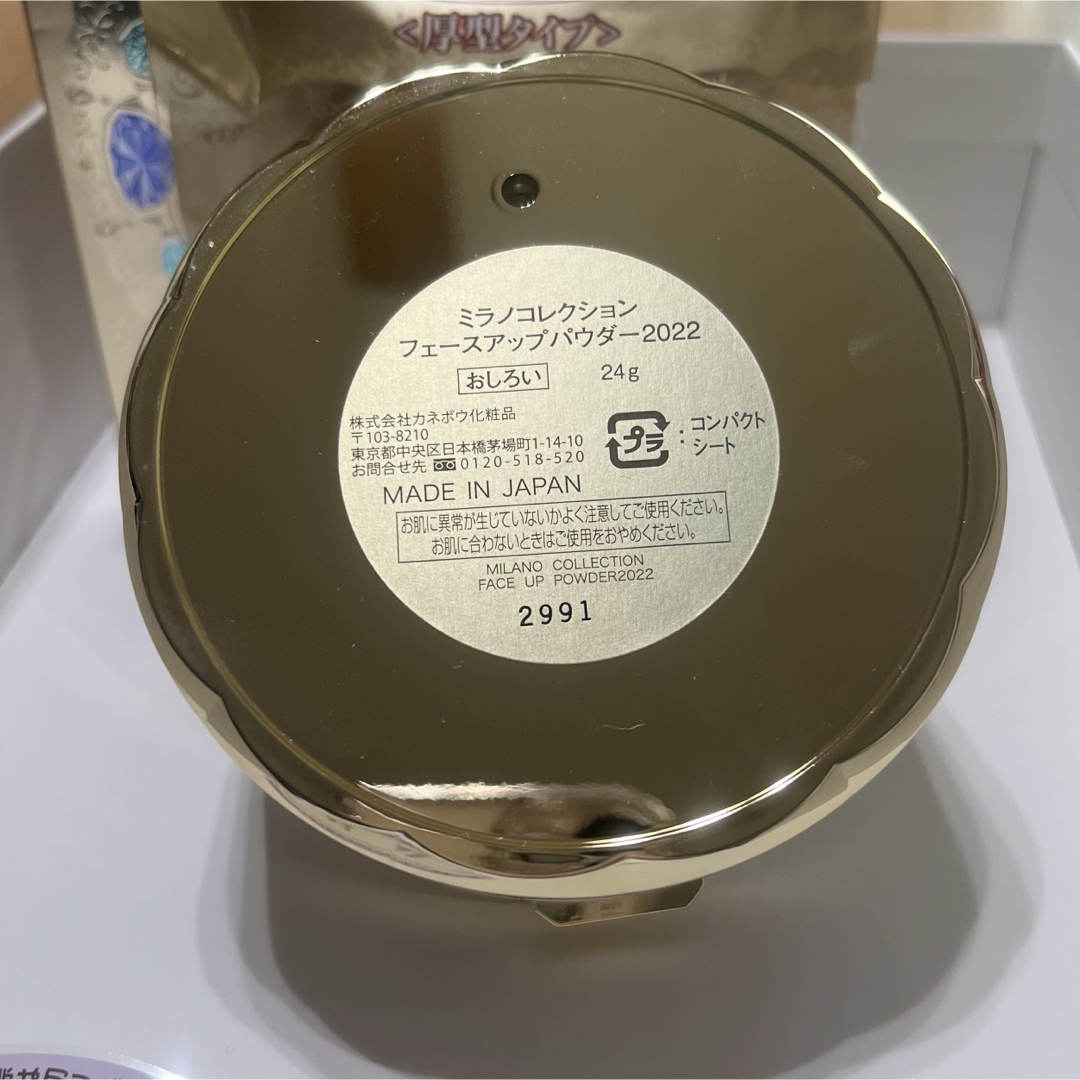 <厚型タイプ>
ミラノコレクション
フェースアップパウダー2022
おしろい 24g
株式会社カネボウ化粧品
〒103-8210
東京都中央区日本橋茅場町1-14-10
お問合せ先 0120-518-520
プラ : コンパクト
シート
MADE IN JAPAN
お肌に異常が生じていないかよく注意してご使用ください。
お肌に合わないときはご使用をおやめください。
MILANO COLLECTION
FACE UP POWDER2022
2991